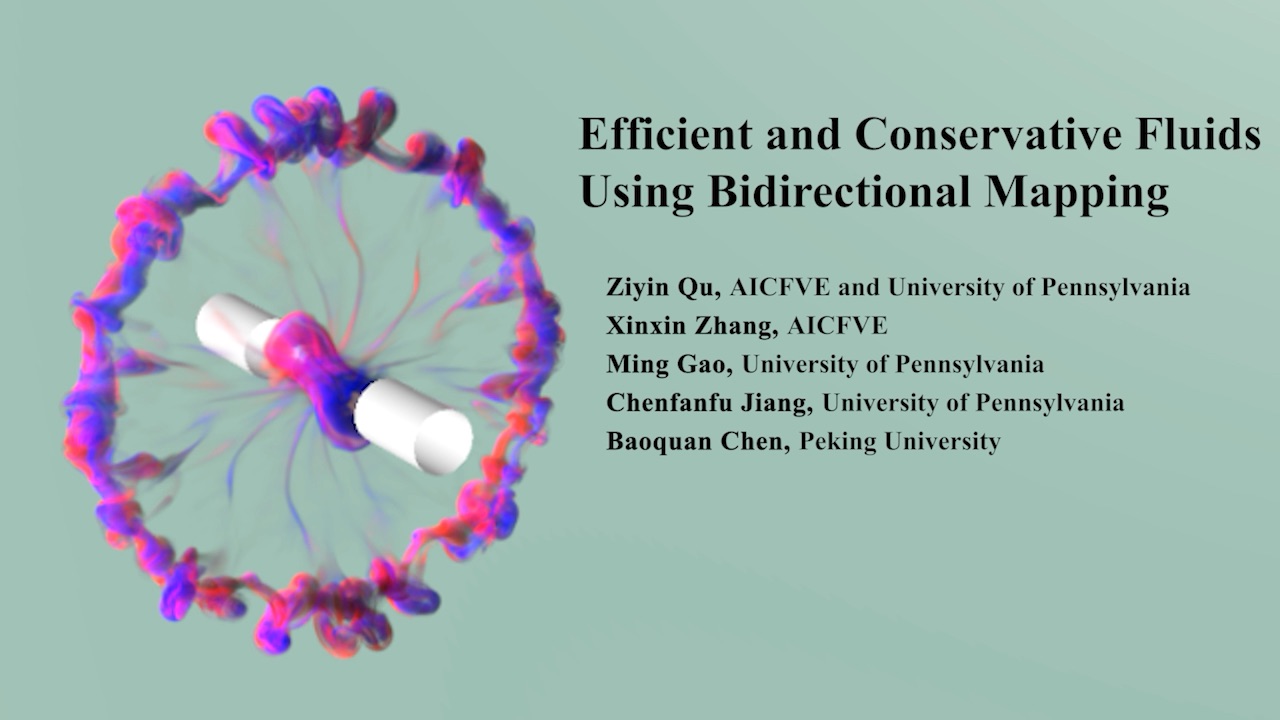 Efficient and Conservative Fluids
Using Bidirectional Mapping
Ziyin Qu, AICFVE and University of Pennsylvania
Xinxin Zhang, AICFVE
Ming Gao, University of Pennsylvania
Chenfanfu Jiang, University of Pennsylvania
Baoquan Chen, Peking University